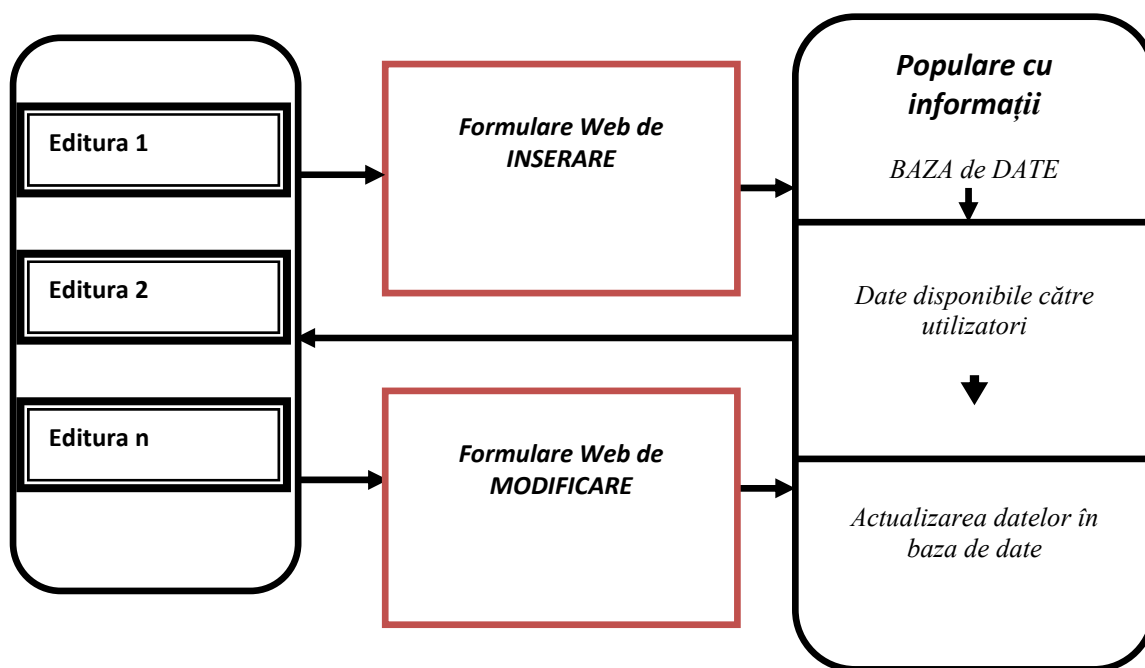 Editura 1
Editura 2
Editura n
Formulare Web de
INSERARE
Formulare Web de
MODIFICARE
Populare cu
informații
BAZA de DATE
Date disponibile către
utilizatori
Actualizarea datelor în
baza de date